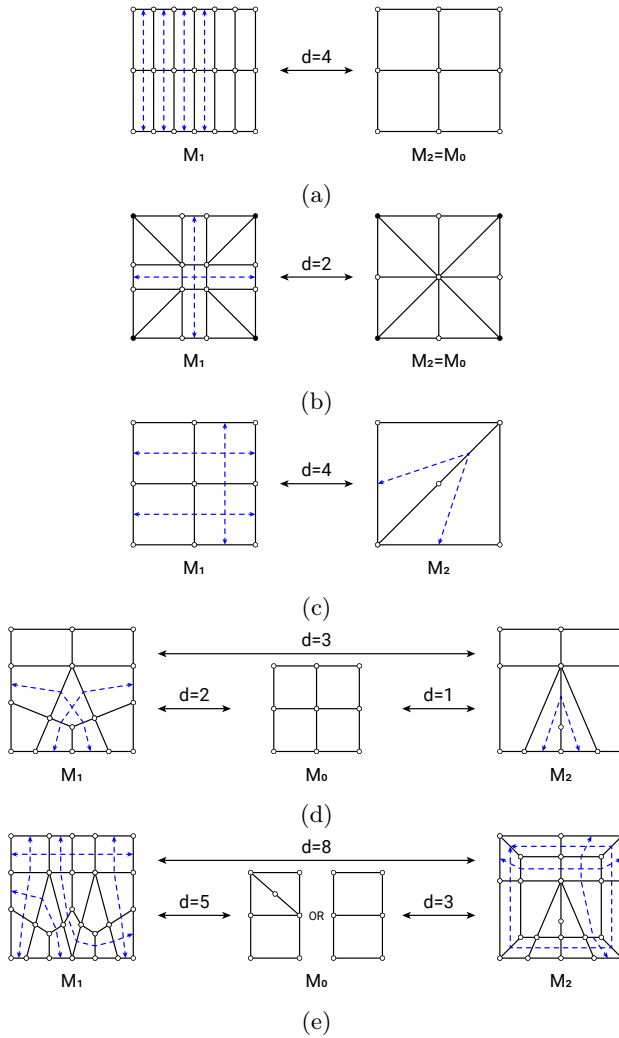 d=4
M₁ M₂=M₀
(a)
d=2
M₁ M₂=M₀
(b)
d=4
M₁ M₂
(c)
d=3
d=2 d=1
M₁ M₀ M₂
(d)
d=8
d=5 OR d=3
M₁ M₀ M₂
(e)